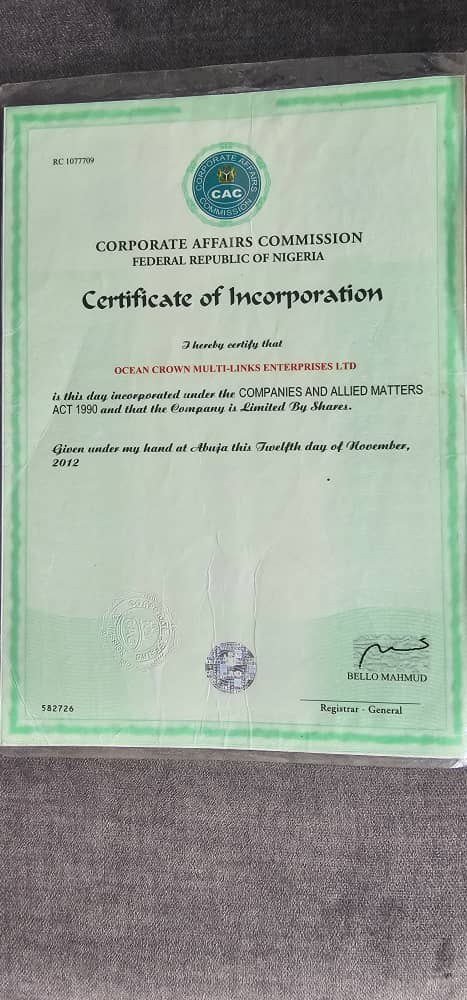 RC 1077709
CORPORATE AFFAIRS COMMISSION
CAC
CORPORATE AFFAIRS COMMISSION
FEDERAL REPUBLIC OF NIGERIA
Certificate of Incorporation
I hereby certify that
OCEAN CROWN MULTI-LINKS ENTERPRISES LTD
is this day incorporated under the COMPANIES AND ALLIED MATTERS
ACT 1990 and that the Company is Limited By Shares.
Given under my hand at Abuja this Twelfth day of November,
2012
BELLO MAHMUD
582726
Registrar - General